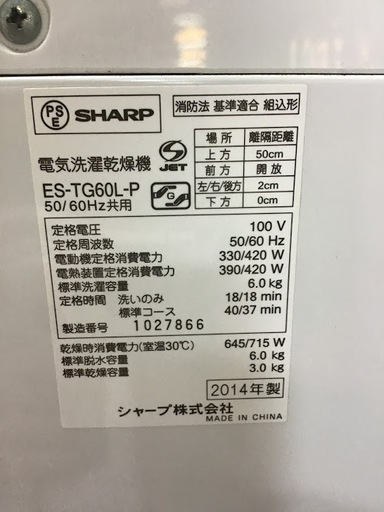 PS
E
SHARP
消防法 基準適合 組込形
電気洗濯乾燥機
JET
ES-TG60L-P
50/60Hz共用
場所 離隔距離
上方 50cm
前方 開放
左/右/後方 2cm
下方 0cm
定格電圧 100 V
定格周波数 50/60 Hz
電動機定格消費電力 330/420 W
電熱装置定格消費電力 390/420 W
標準洗濯容量 6.0kg
定格時間 洗いのみ 18/18 min
標準コース 40/37 min
製造番号 1027866
乾燥時消費電力(室温30℃) 645/715 W
標準脱水容量 6.0 kg
標準乾燥容量 3.0 kg
2014年製
シャープ株式会社
MADE IN CHINA